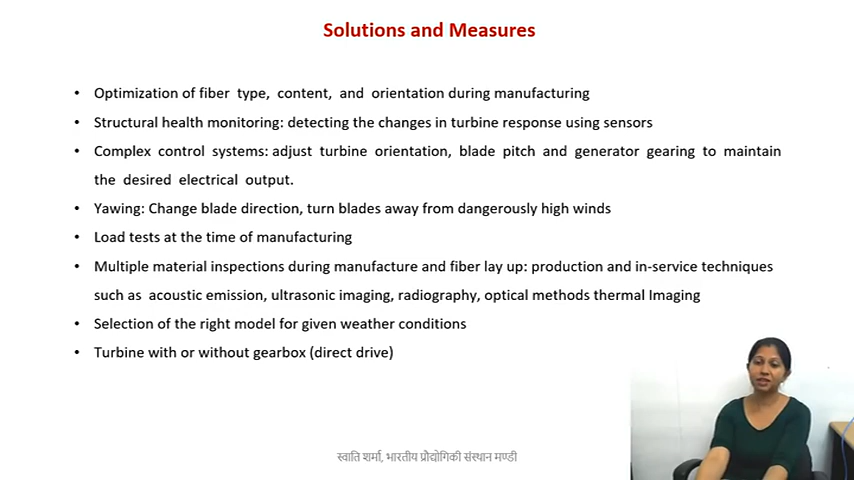 Solutions and Measures
• Optimization of fiber type, content, and orientation during manufacturing
• Structural health monitoring: detecting the changes in turbine response using sensors
• Complex control systems: adjust turbine orientation, blade pitch and generator gearing to maintain
the desired electrical output.
• Yawing: Change blade direction, turn blades away from dangerously high winds
• Load tests at the time of manufacturing
• Multiple material inspections during manufacture and fiber lay up: production and in-service techniques
such as acoustic emission, ultrasonic imaging, radiography, optical methods thermal Imaging
• Selection of the right model for given weather conditions
• Turbine with or without gearbox (direct drive)
स्वाति शर्मा, भारतीय प्रौद्योगिकी संस्थान मण्डी